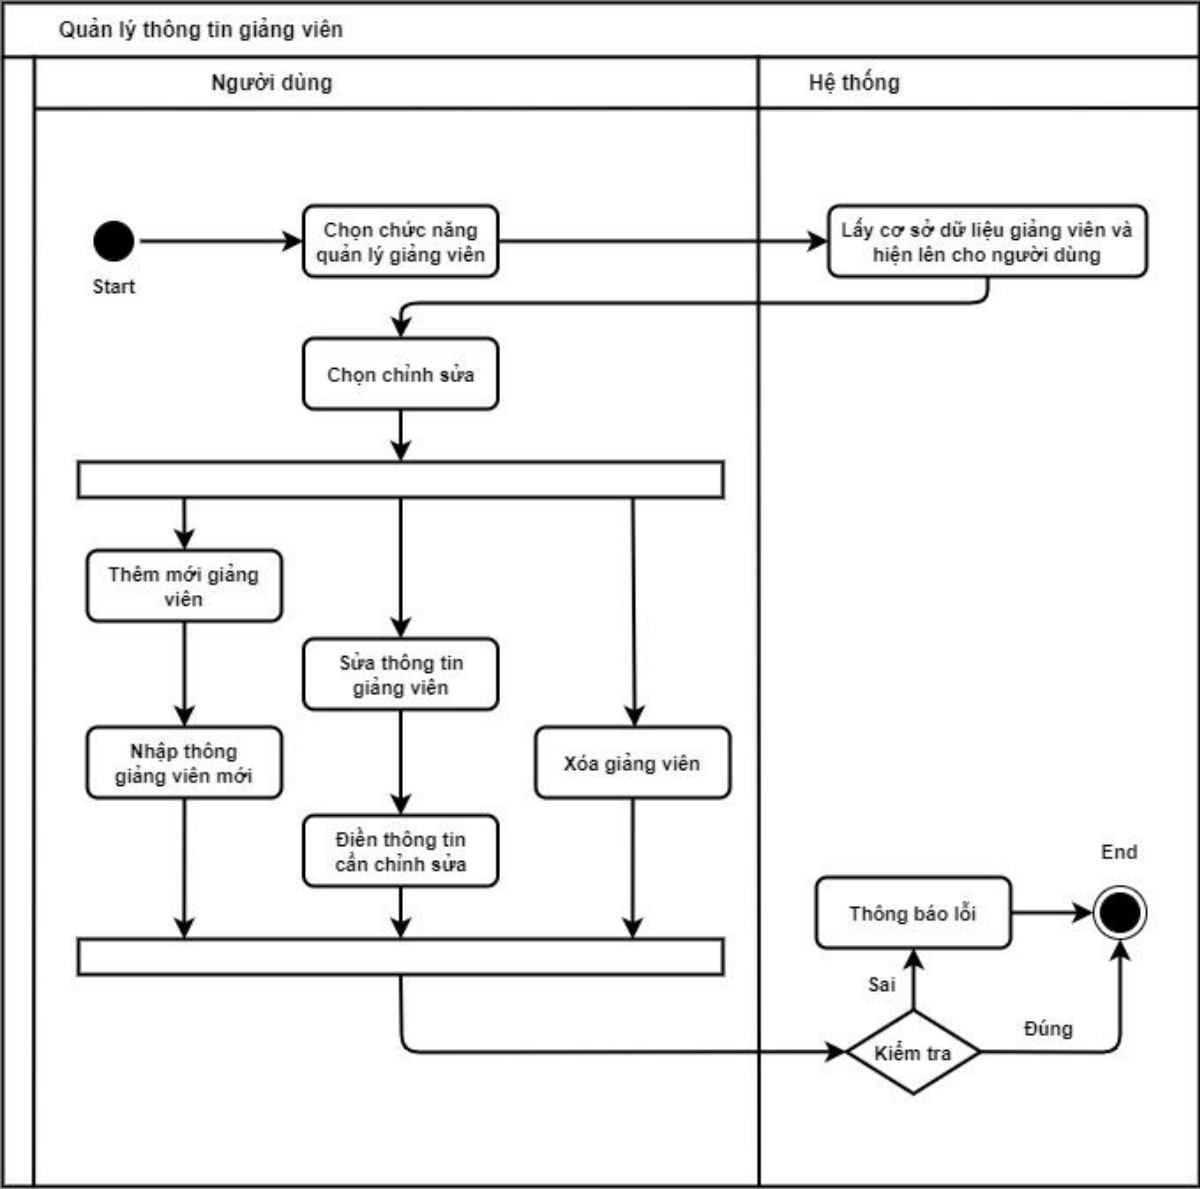 Quản lý thông tin giảng viên
Người dùng
Hệ thống
Start
Chọn chức năng
quản lý giảng viên
Lấy cơ sở dữ liệu giảng viên và
hiện lên cho người dùng
Chọn chỉnh sửa
Thêm mới giảng
viên
Sửa thông tin
giảng viên
Nhập thông
giảng viên mới
Xóa giảng viên
Điền thông tin
cần chỉnh sửa
End
Thông báo lỗi
Sai
Đúng
Kiểm tra